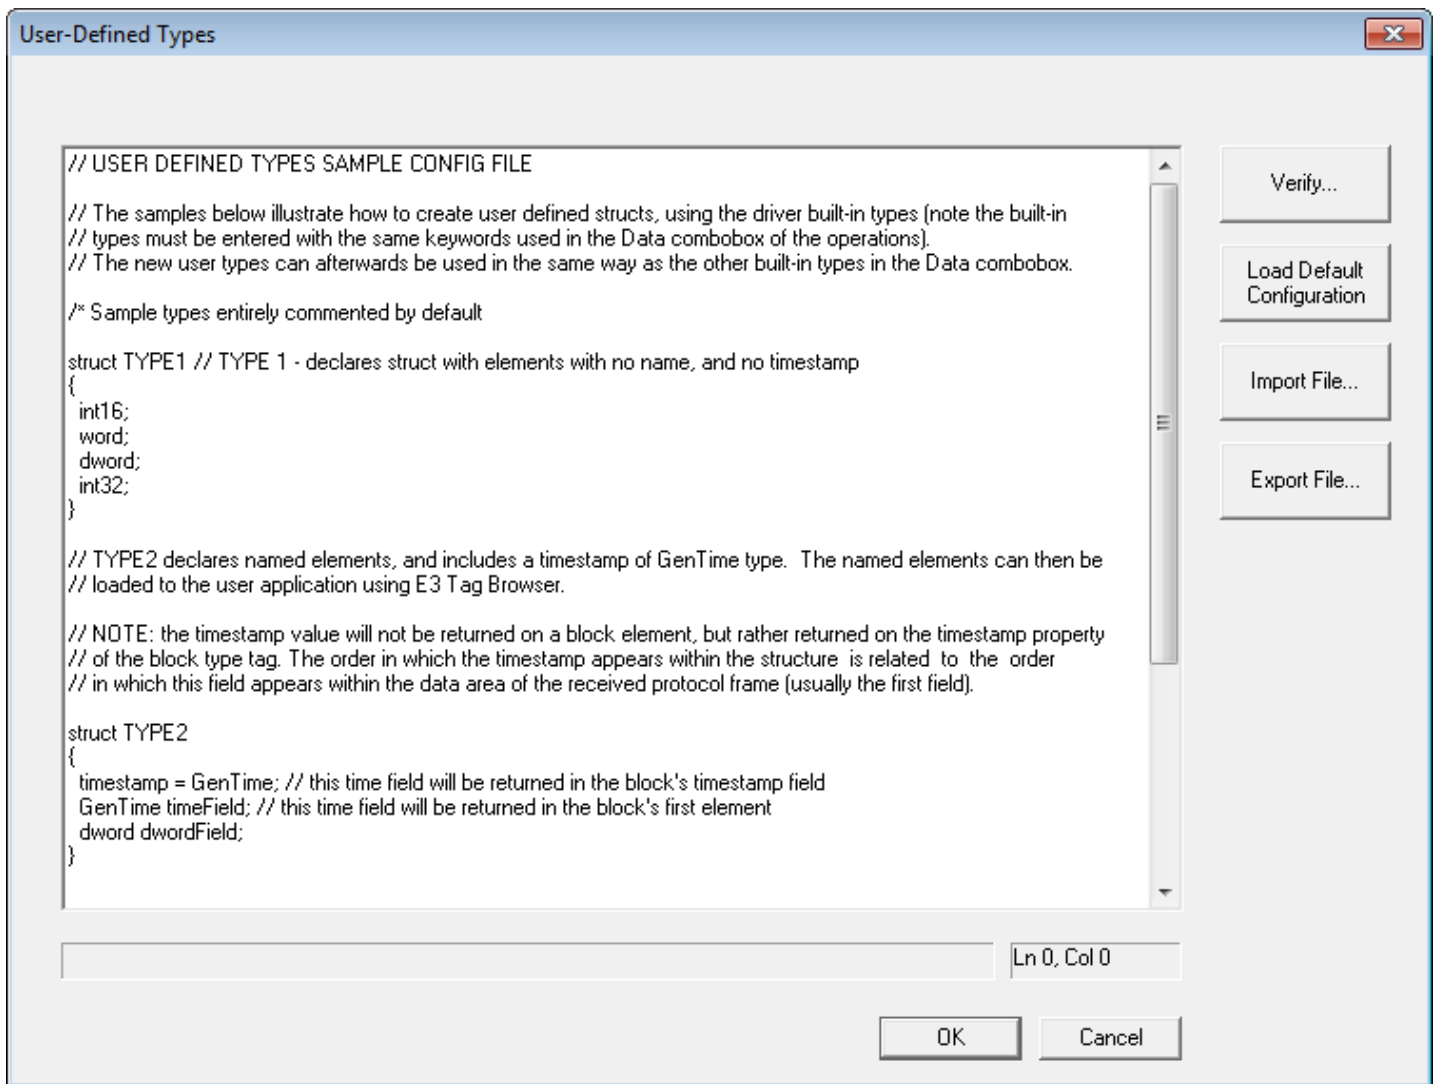 User-Defined Types
// USER DEFINED TYPES SAMPLE CONFIG FILE
// The samples below illustrate how to create user defined structs, using the driver built-in types (note the built-in
// types must be entered with the same keywords used in the Data combobox of the operations).
// The new user types can afterwards be used in the same way as the other built-in types in the Data combobox.
/* Sample types entirely commented by default
struct TYPE1 // TYPE 1 - declares struct with elements with no name, and no timestamp
{
int16;
word;
dword;
int32;
}
// TYPE2 declares named elements, and includes a timestamp of GenTime type.  The named elements can then be
// loaded to the user application using E3 Tag Browser.
// NOTE: the timestamp value will not be returned on a block element, but rather returned on the timestamp property
// of the block type tag. The order in which the timestamp appears within the structure  is related  to  the  order
// in which this field appears within the data area of the received protocol frame (usually the first field).
struct TYPE2
{
timestamp = GenTime; // this time field will be returned in the block's timestamp field
GenTime timeField; // this time field will be returned in the block's first element
dword dwordField;
}
Verify...
Load Default
Configuration
Import File...
Export File...
Ln 0, Col 0
OK
Cancel